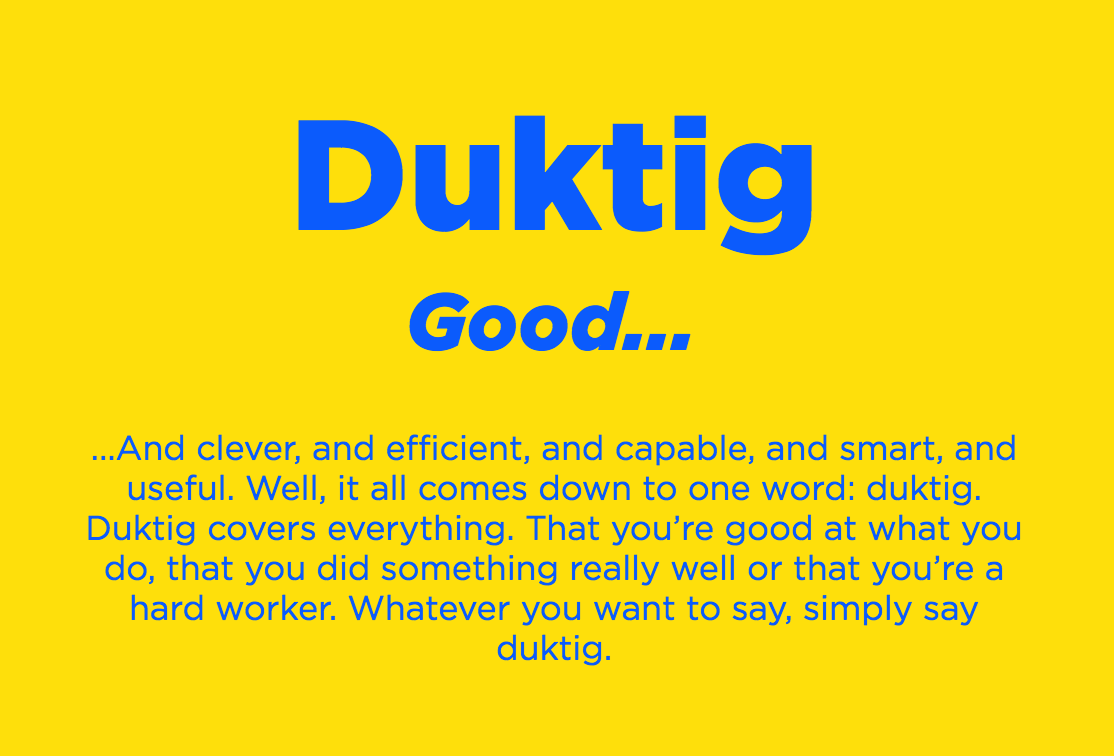 Duktig
Good...
...And clever, and efficient, and capable, and smart, and
useful. Well, it all comes down to one word: duktig.
Duktig covers everything. That you’re good at what you
do, that you did something really well or that you’re a
hard worker. Whatever you want to say, simply say
duktig.